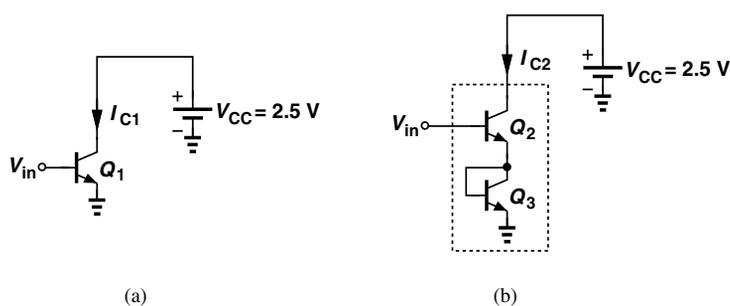 I C1
+
−
V CC = 2.5 V
V in
Q 1
(a)
I C2
+
−
V CC = 2.5 V
V in
Q 2
Q 3
(b)